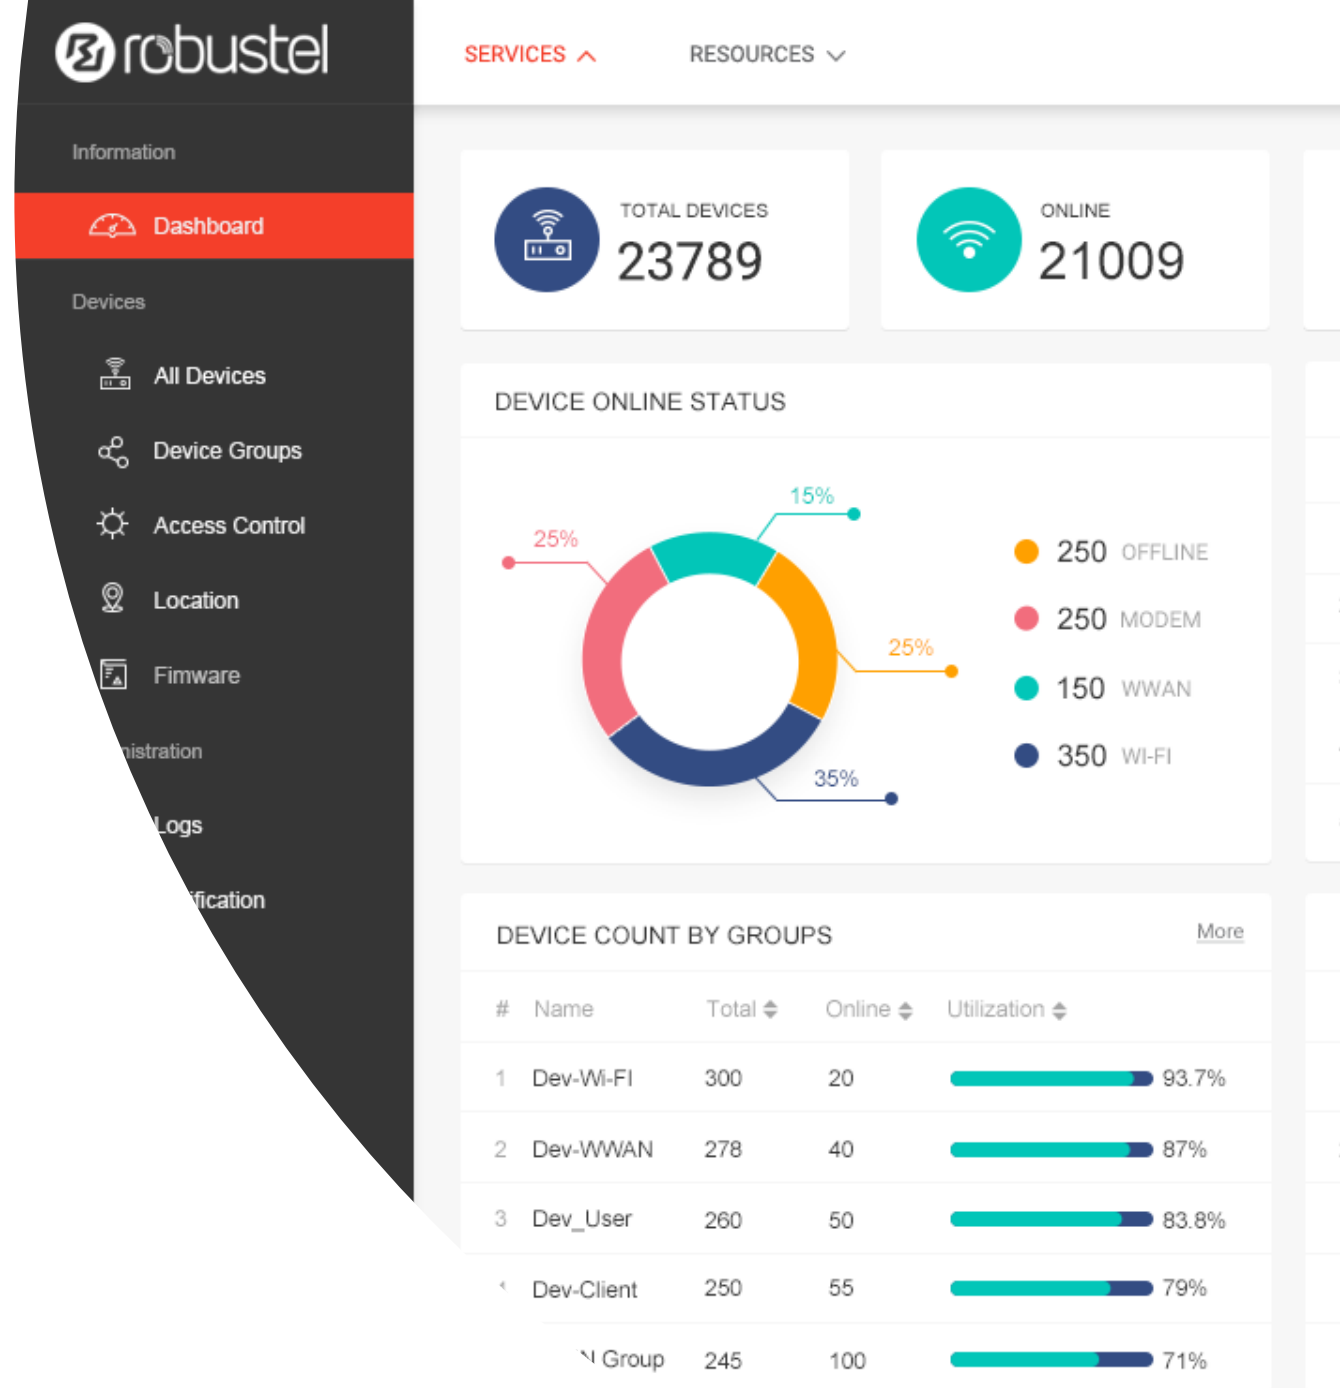 robustel
SERVICES RESOURCES
Information
Dashboard
Devices
All Devices
Device Groups
Access Control
Location
Fimware
nistration
Logs
fication
TOTAL DEVICES
23789
ONLINE
21009
DEVICE ONLINE STATUS
15%
25%
25%
35%
250 OFFLINE
250 MODEM
150 WWAN
350 WI-FI
DEVICE COUNT BY GROUPS More
# Name Total Online Utilization
1 Dev-Wi-FI 300 20 93.7%
2 Dev-WWAN 278 40 87%
3 Dev_User 260 50 83.8%
Dev-Client 250 55 79%
Group 245 100 71%